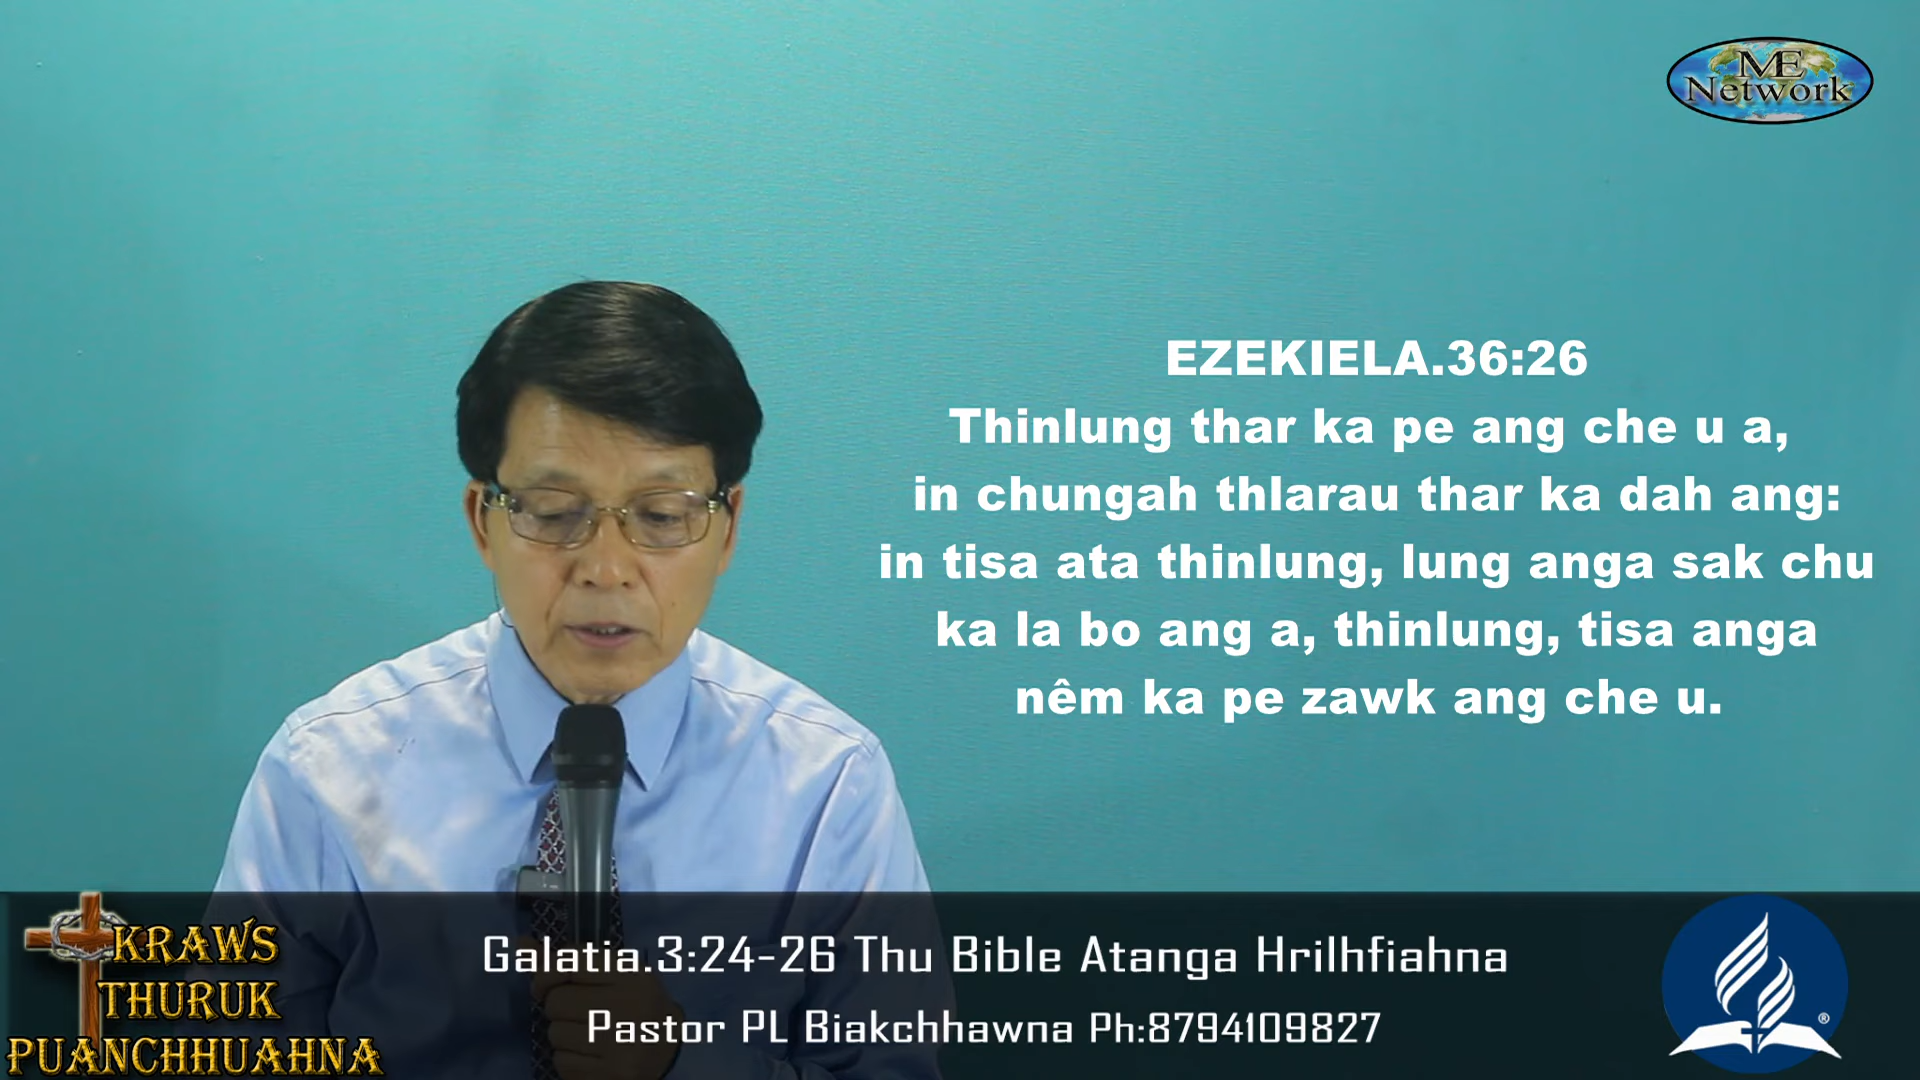 ME
Network
EZEKIELA.36:26
Thinlung thar ka pe ang che u a,
in chungah thlarau thar ka dah ang:
in tisa ata thinlung, lung anga sak chu
ka la bo ang a, thinlung, tisa anga
nêm ka pe zawk ang che u.
KRAWS
THURUK
PUANCHHUAHNA
Galatia.3:24-26 Thu Bible Atanga Hrilhfiahna
Pastor PL Biakchhawna Ph:8794109827
®